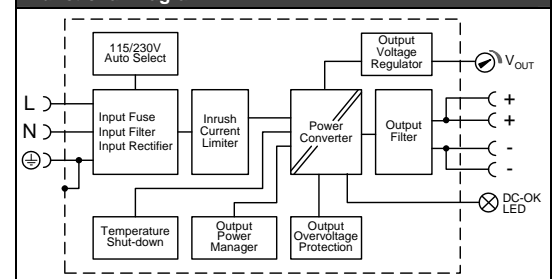 115/230V
Auto Select
Output
Voltage
Regulator
VOUT
L
N
Input Fuse
Input Filter
Input Rectifier
Inrush
Current
Limiter
Power
Converter
Output
Filter
+
+
-
-
DC-OK
LED
Temperature
Shut-down
Output
Power
Manager
Output
Overvoltage
Protection